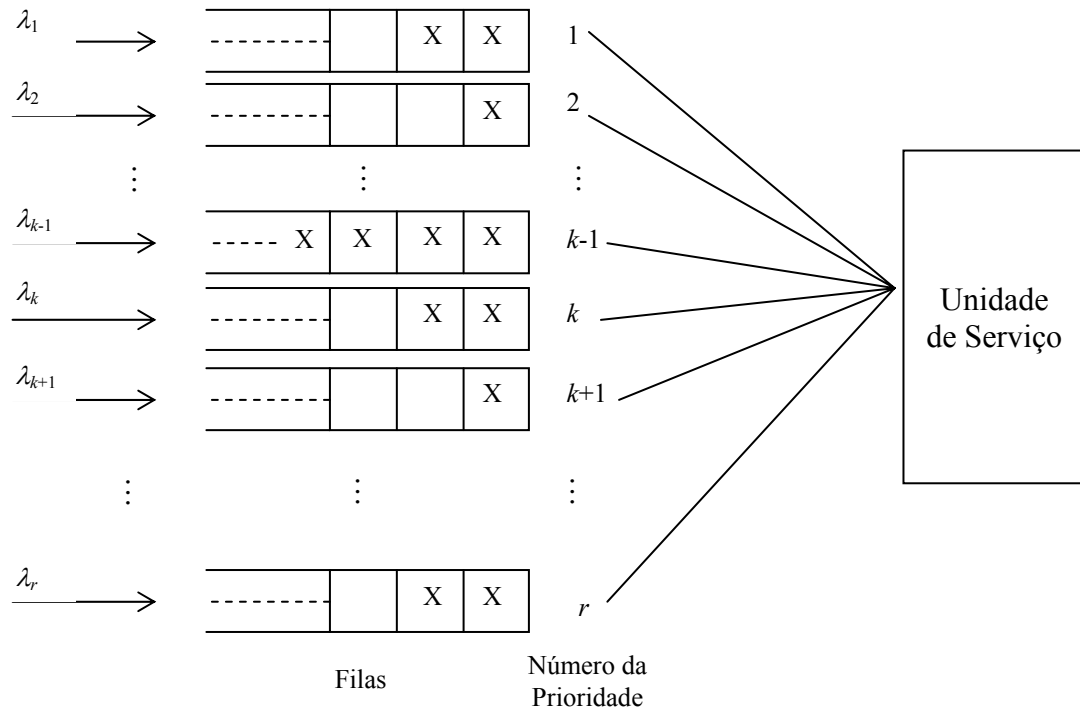 λ1 X X 1
λ2 X 2
⋮ ⋮ ⋮
λk-1 X X X X k-1
λk X X k
λk+1 X k+1
⋮ ⋮ ⋮
λr X X r
Unidade
de Serviço
Filas
Número da
Prioridade